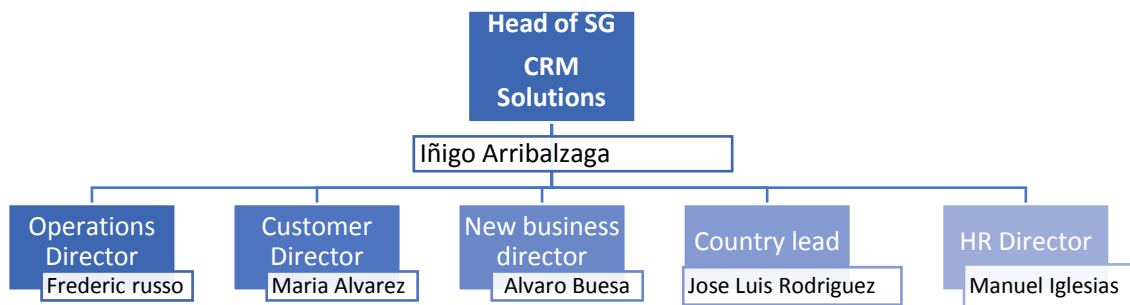 Head of SG
CRM
Solutions
Iñigo Arribalzaga
Operations
Director
Frederic russo
Customer
Director
Maria Alvarez
New business
director
Alvaro Buesa
Country lead
Jose Luis Rodriguez
HR Director
Manuel Iglesias